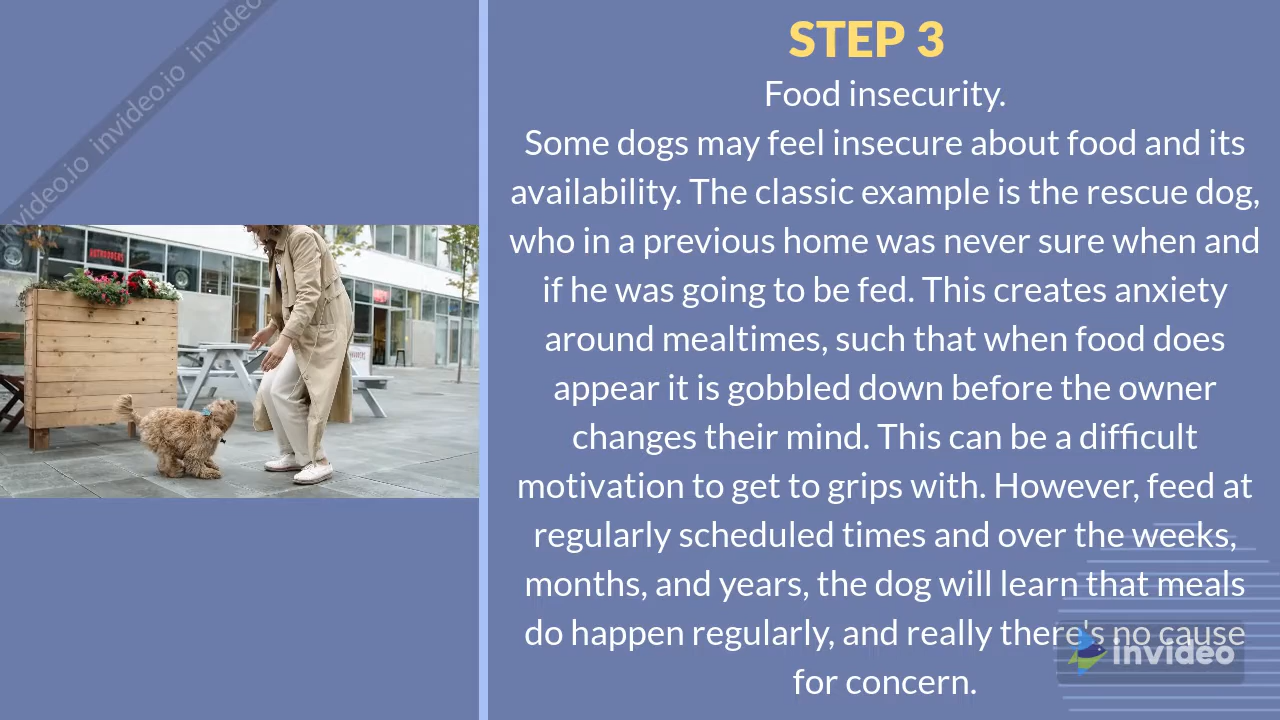 STEP 3
Food insecurity.
Some dogs may feel insecure about food and its
availability. The classic example is the rescue dog,
who in a previous home was never sure when and
if he was going to be fed. This creates anxiety
around mealtimes, such that when food does
appear it is gobbled down before the owner
changes their mind. This can be a difficult
motivation to get to grips with. However, feed at
regularly scheduled times and over the weeks,
months, and years, the dog will learn that meals
do happen regularly, and really there's no cause
for concern.
invideo.io invideo.io invideo
invideo